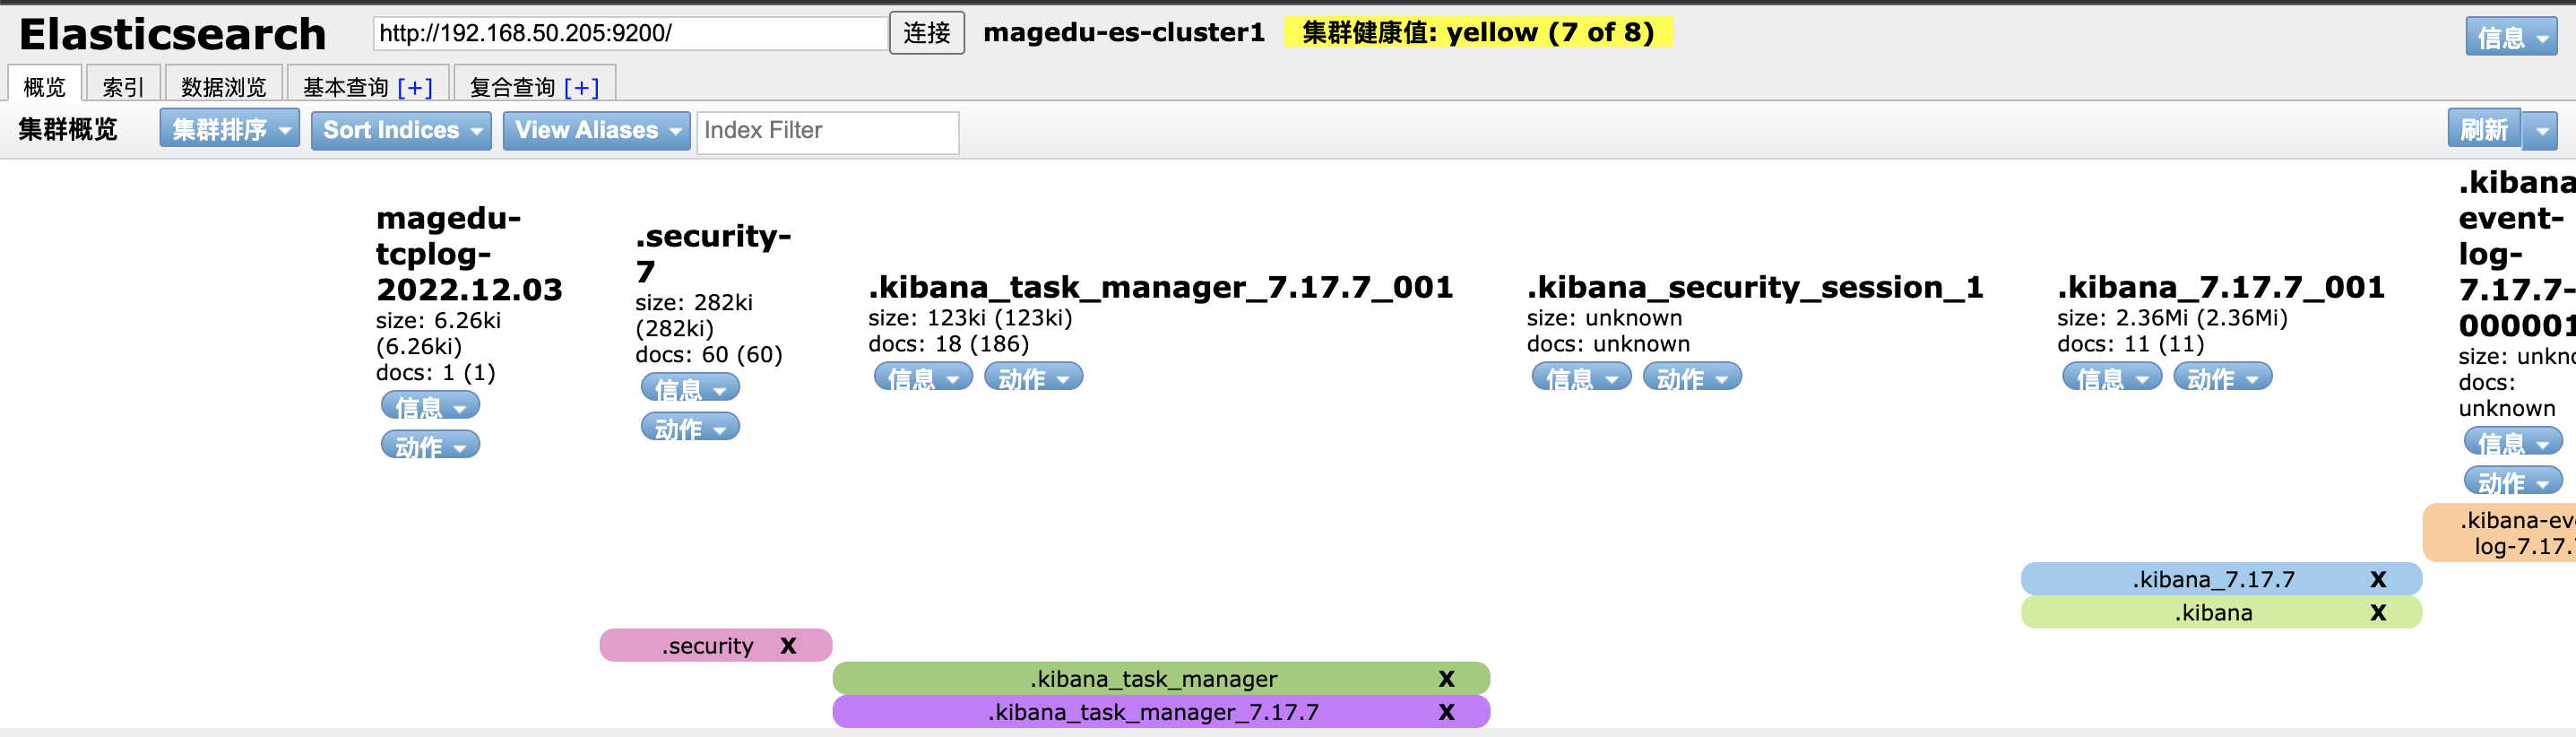 Elasticsearch
http://192.168.50.205:9200/
连接
magedu-es-cluster1
集群健康值: yellow (7 of 8)
信息
概览
索引
数据浏览
基本查询 [+]
复合查询 [+]
集群概览
集群排序
Sort Indices
View Aliases
Index Filter
刷新
magedu-
tcplog-
2022.12.03
size: 6.26ki
(6.26ki)
docs: 1 (1)
信息
动作
.security-
7
size: 282ki
(282ki)
docs: 60 (60)
信息
动作
.kibana_task_manager_7.17.7_001
size: 123ki (123ki)
docs: 18 (186)
信息
动作
.kibana_security_session_1
size: unknown
docs: unknown
信息
动作
.kibana_7.17.7_001
size: 2.36Mi (2.36Mi)
docs: 11 (11)
信息
动作
.kibana
event-
log-
7.17.7-
000001
size: unkno
docs:
unknown
信息
动作
.kibana-ev
log-7.17.
.kibana_7.17.7 X
.kibana X
.security X
.kibana_task_manager X
.kibana_task_manager_7.17.7 X